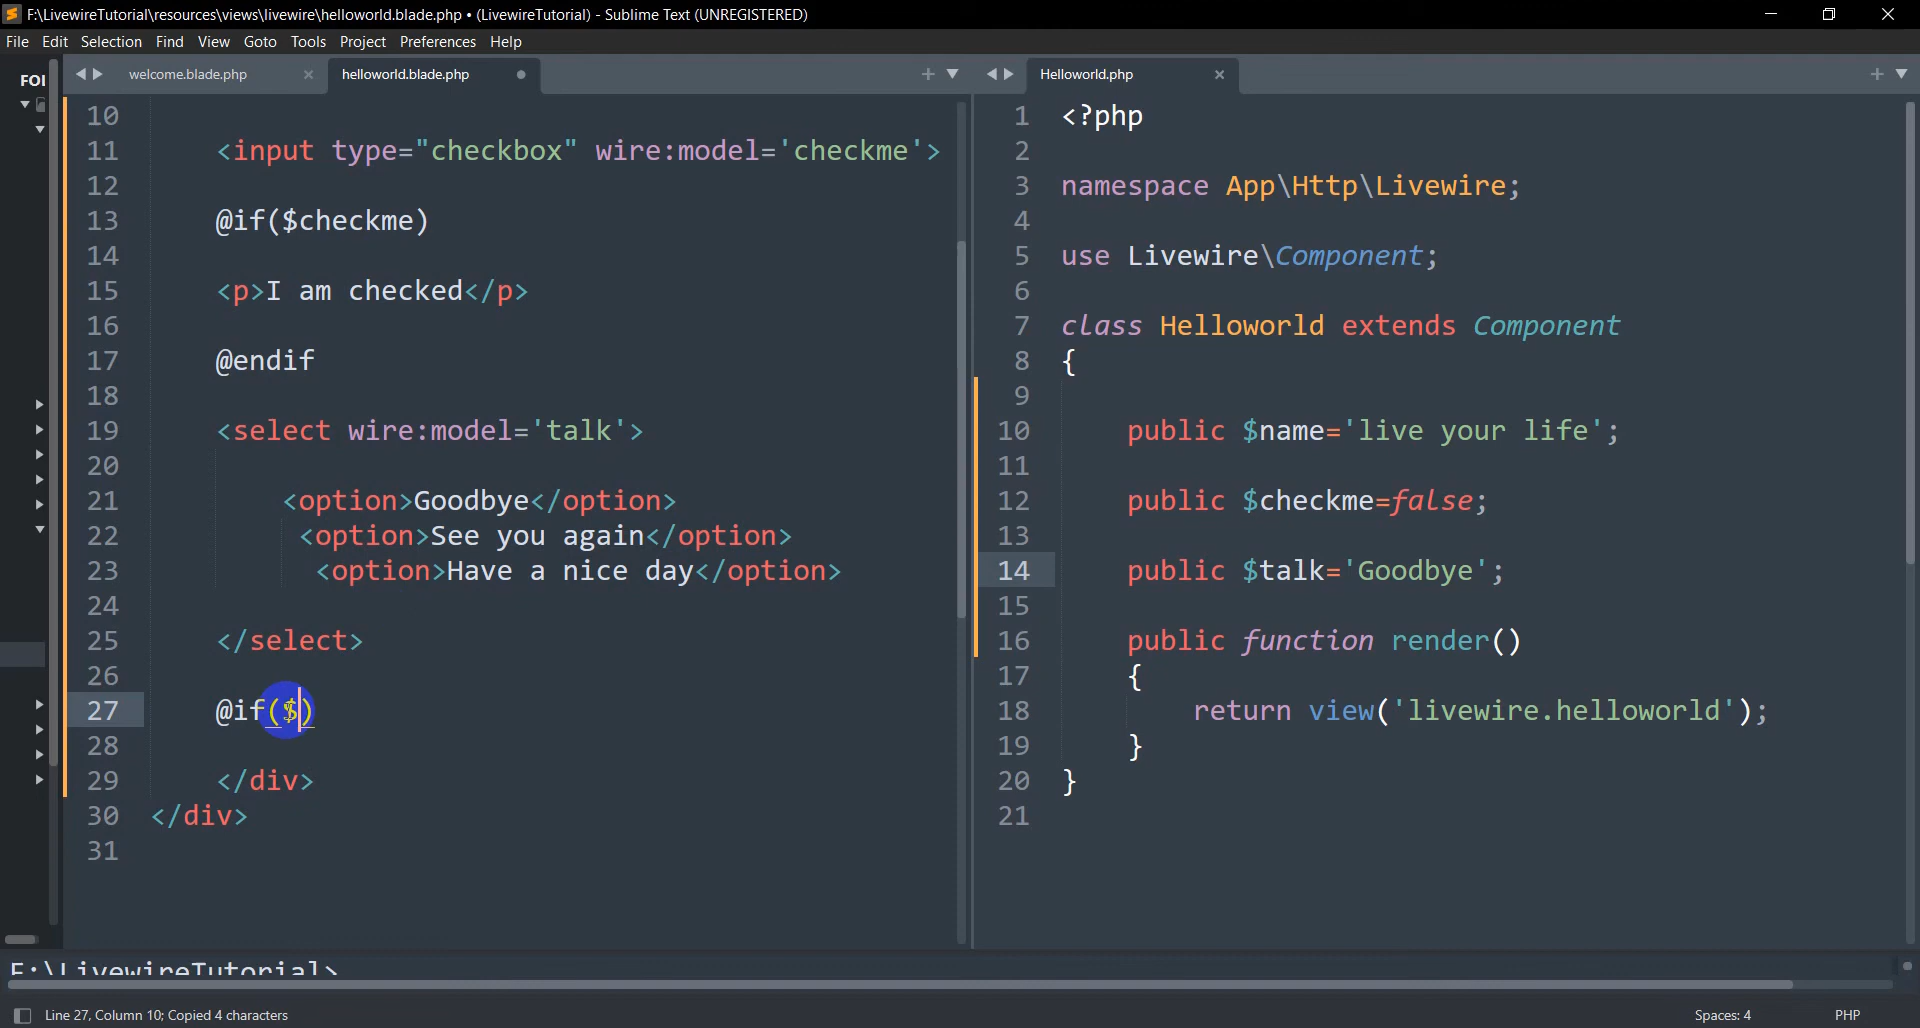 F:\LivewireTutorial\resources\views\livewire\helloworld.blade.php • (LivewireTutorial) - Sublime Text (UNREGISTERED)
File Edit Selection Find View Goto Tools Project Preferences Help
FOI
welcome.blade.php
helloworld.blade.php
Helloworld.php
10
11 <input type="checkbox" wire:model='checkme'>
12
13 @if($checkme)
14
15 <p>I am checked</p>
16
17 @endif
18
19 <select wire:model='talk'>
20
21 <option>Goodbye</option>
22 <option>See you again</option>
23 <option>Have a nice day</option>
24
25 </select>
26
27 @if($)
28
29 </div>
30 </div>
31
1 <?php
2
3 namespace App\Http\Livewire;
4
5 use Livewire\Component;
6
7 class Helloworld extends Component
8 {
9
10 public $name='live your life';
11
12 public $checkme=false;
13
14 public $talk='Goodbye';
15
16 public function render()
17 {
18 return view('livewire.helloworld');
19 }
20 }
21
F:\LivewireTutorial>
Line 27, Column 10; Copied 4 characters
Spaces: 4
PHP